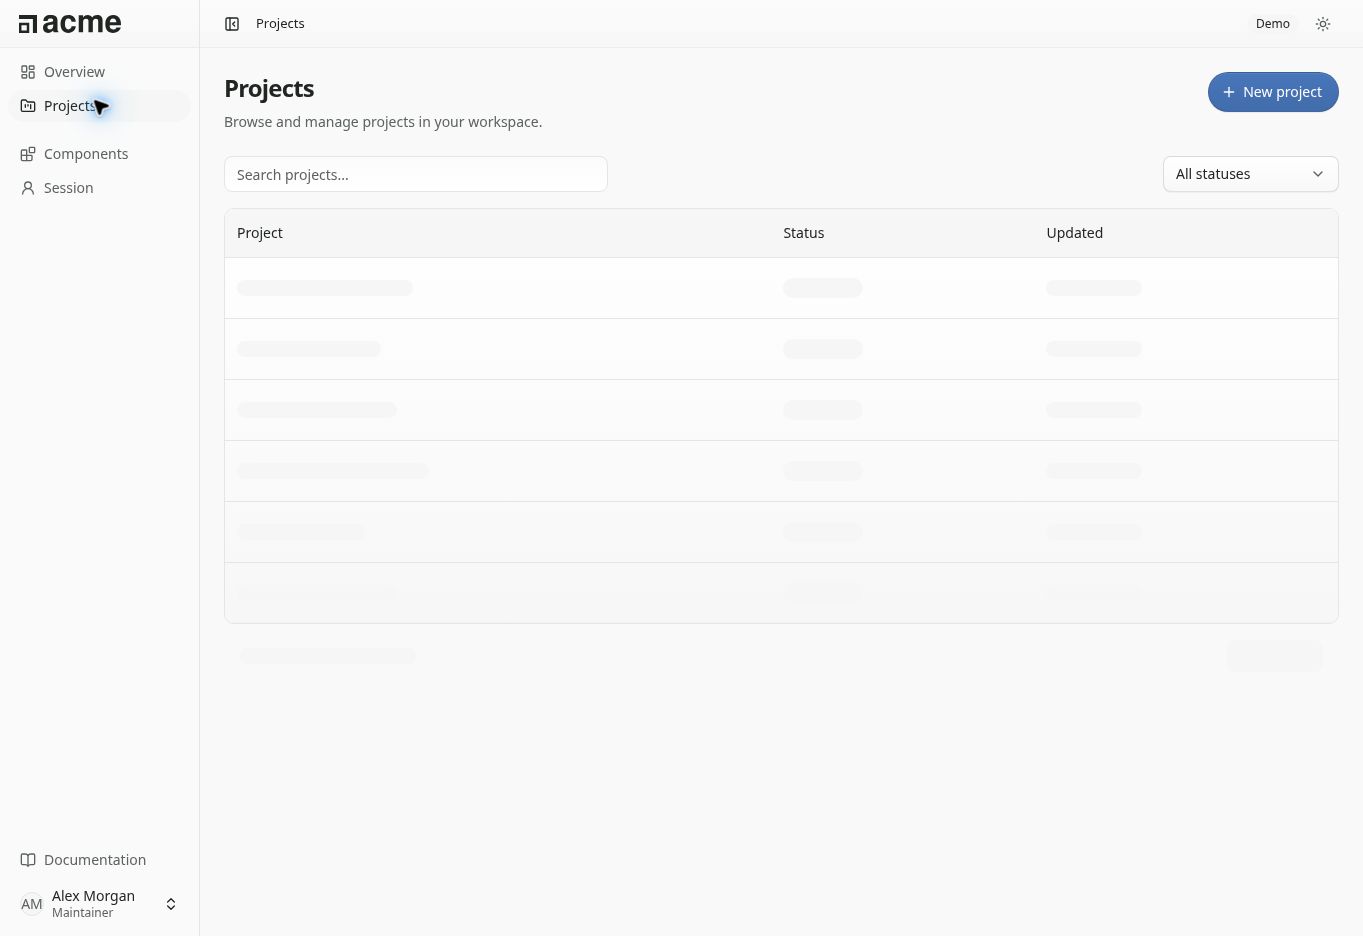 acme
Projects
Demo
Overview
Projects
Components
Session
Projects
Browse and manage projects in your workspace.
New project
Search projects...
All statuses
Project Status Updated
Documentation
AM
Alex Morgan
Maintainer